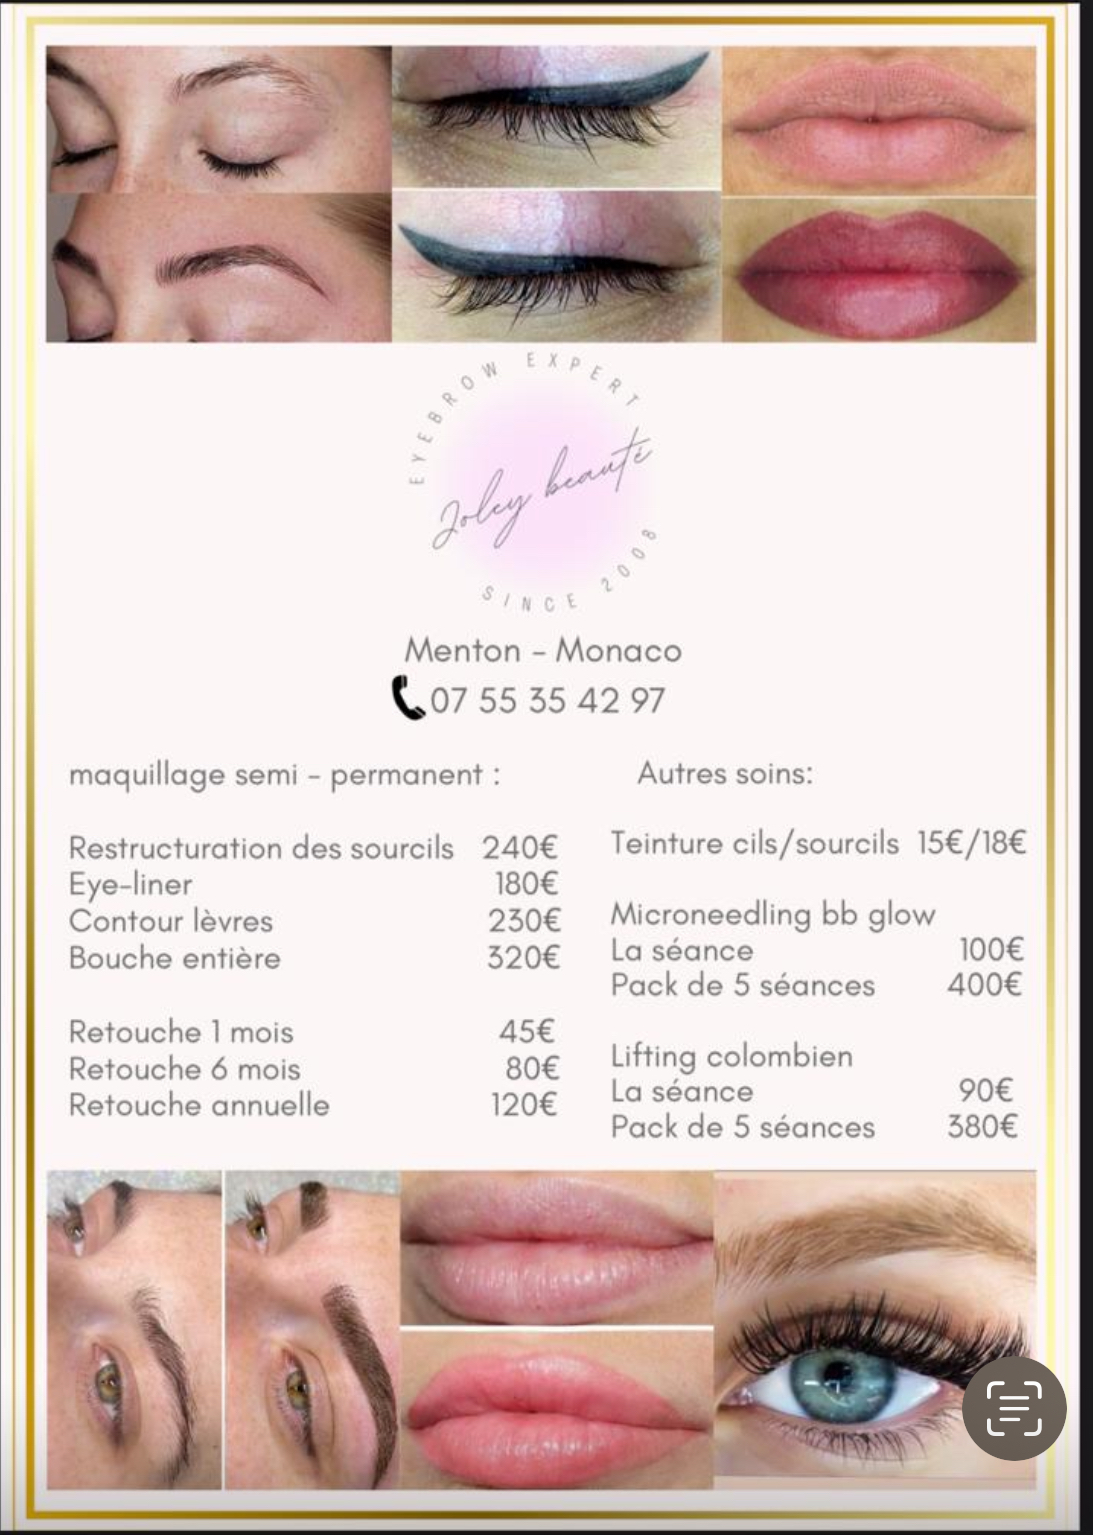 EYEBROW EXPERT
Joley beauté
SINCE 2008
Menton - Monaco
07 55 35 42 97
maquillage semi - permanent :
Restructuration des sourcils 240€
Eye-liner 180€
Contour lèvres 230€
Bouche entière 320€
Retouche 1 mois 45€
Retouche 6 mois 80€
Retouche annuelle 120€
Autres soins:
Teinture cils/sourcils 15€/18€
Microneedling bb glow
La séance 100€
Pack de 5 séances 400€
Lifting colombien
La séance 90€
Pack de 5 séances 380€